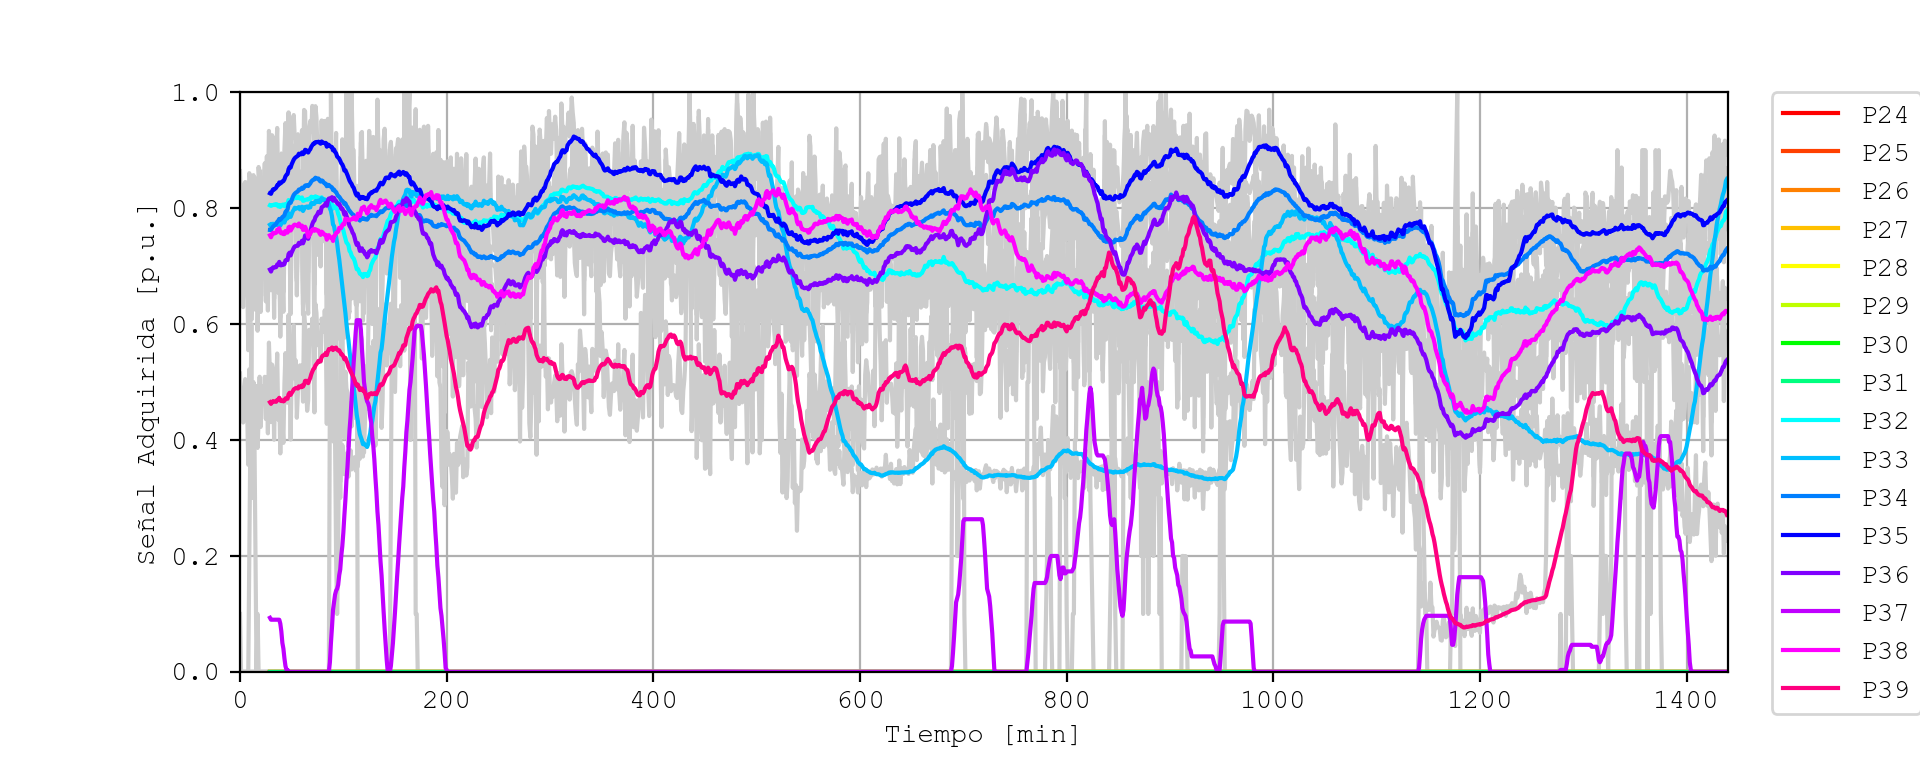 1.0
0.8
0.6
0.4
0.2
0.0
Señal Adquirida [p.u.]
0 200 400 600 800 1000 1200 1400
Tiempo [min]
P24
P25
P26
P27
P28
P29
P30
P31
P32
P33
P34
P35
P36
P37
P38
P39